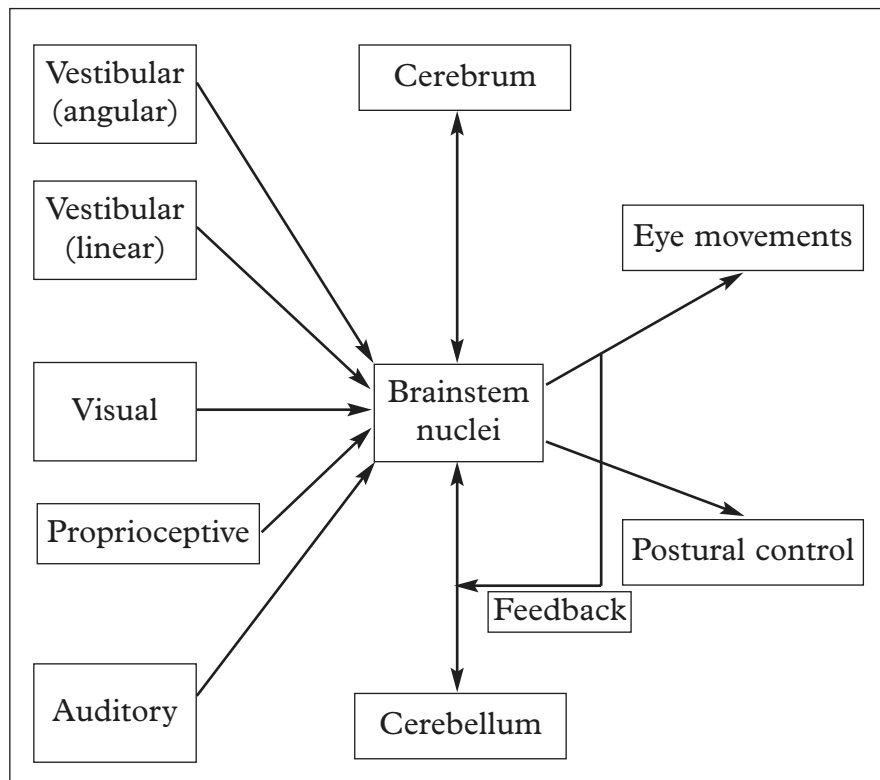 Vestibular
(angular)
Cerebrum
Vestibular
(linear)
Eye movements
Visual
Brainstem
nuclei
Proprioceptive
Postural control
Feedback
Auditory
Cerebellum